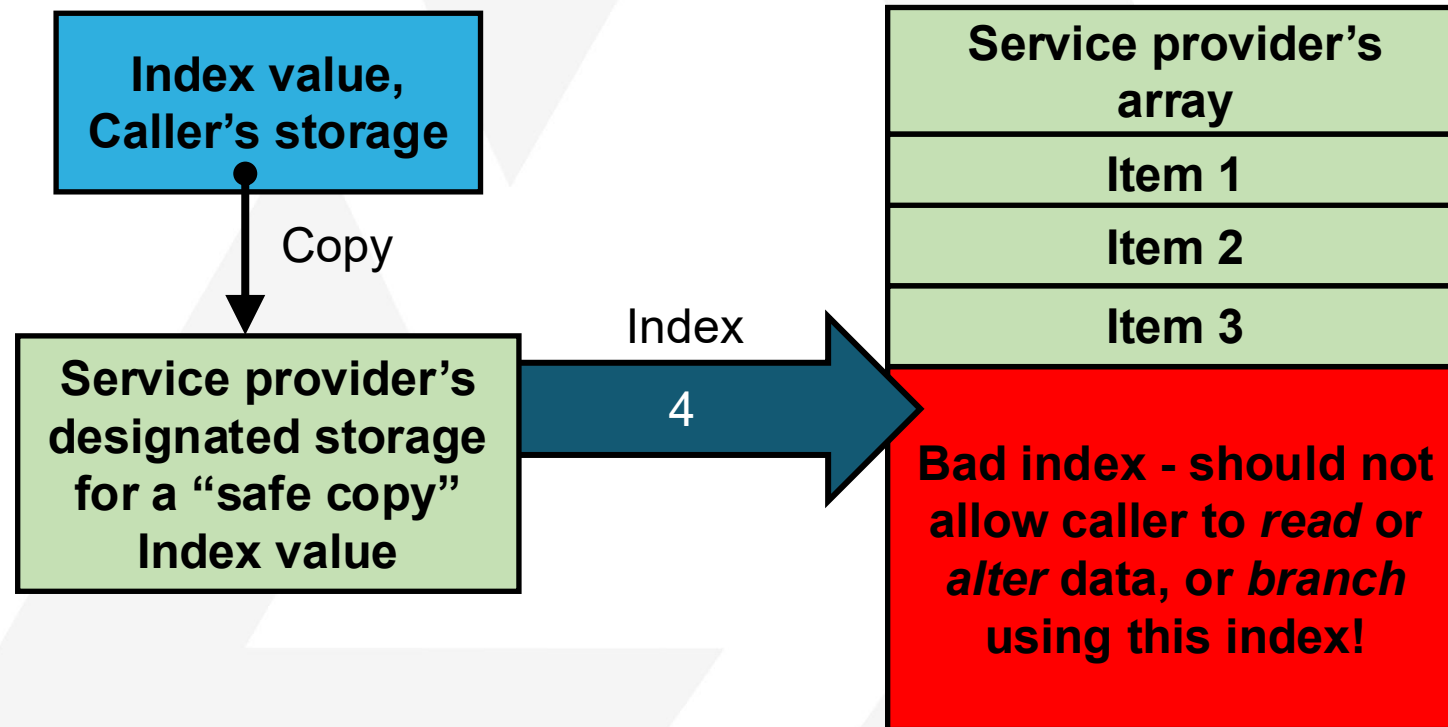 Index value,
Caller’s storage
Copy
Service provider’s
designated storage
for a “safe copy”
Index value
Index
4
Service provider’s
array
Item 1
Item 2
Item 3
Bad index - should not
allow caller to read or
alter data, or branch
using this index!